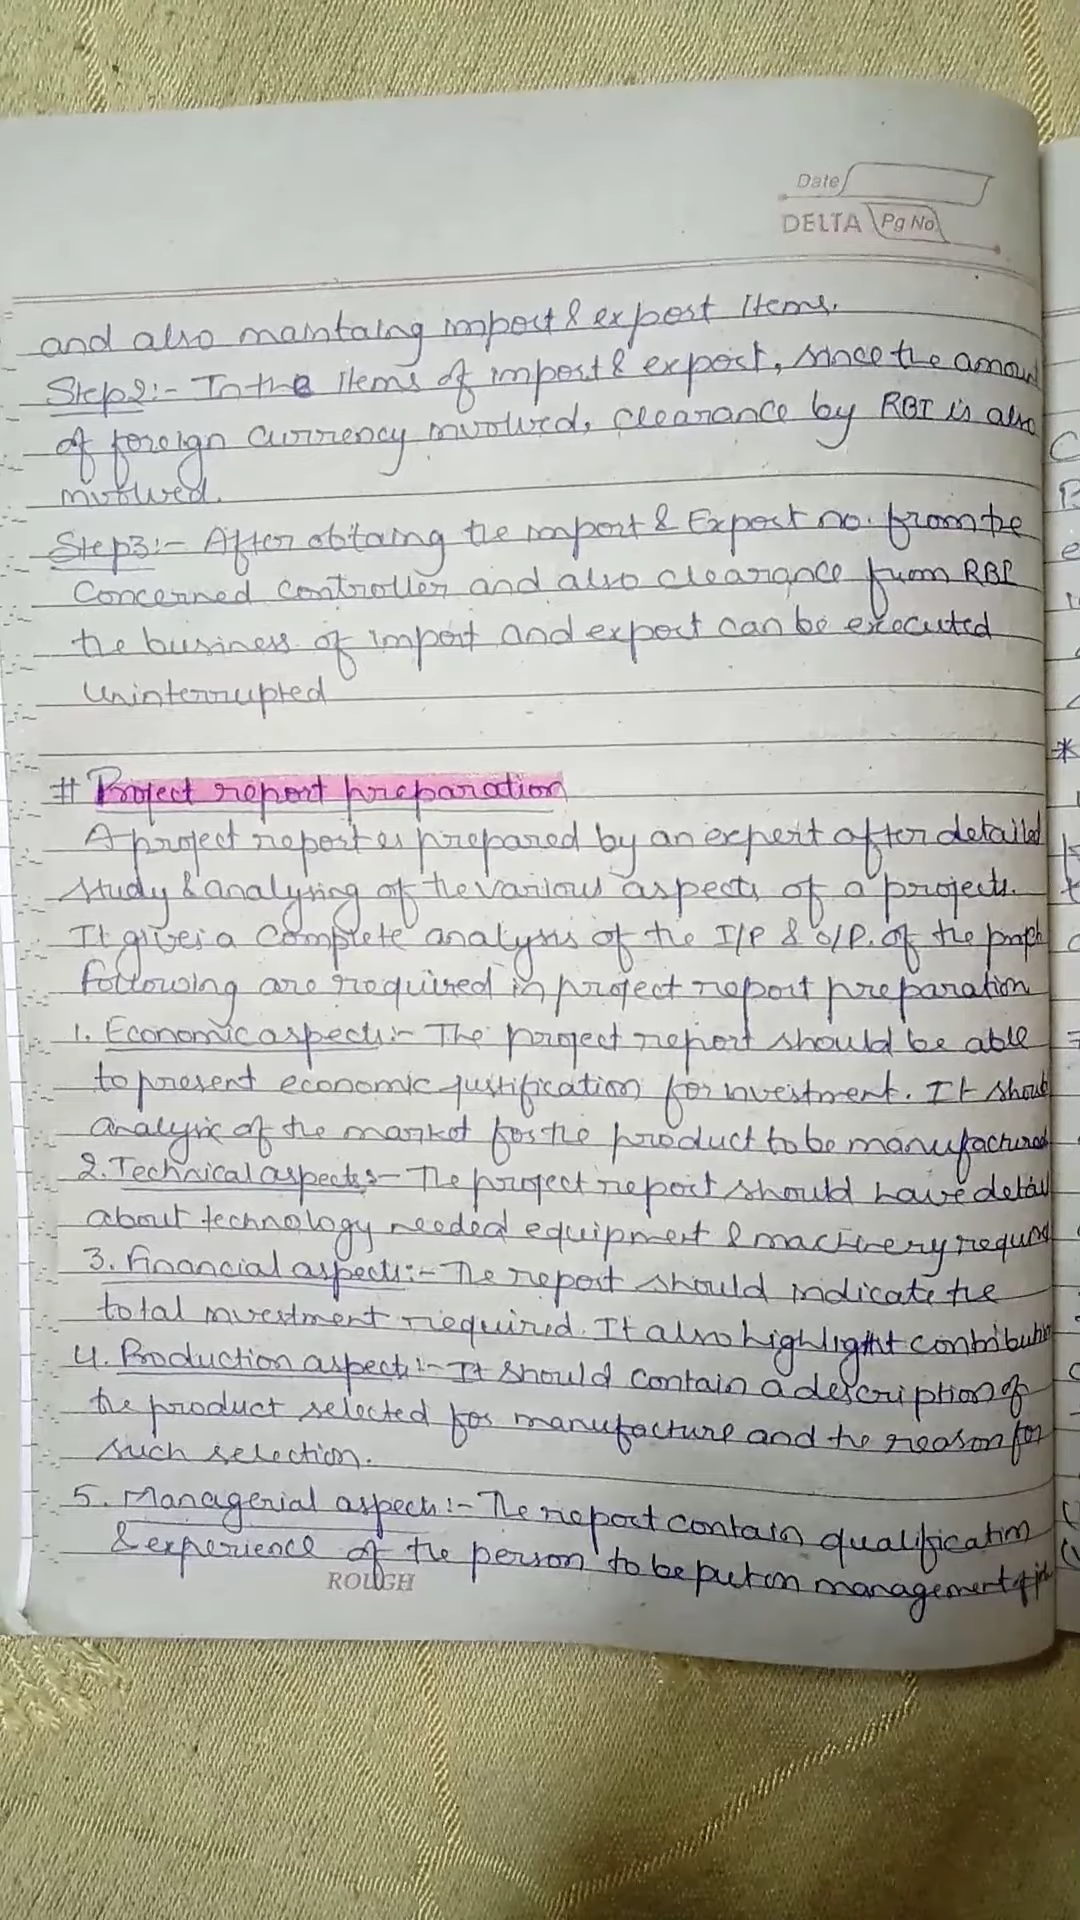 Date
DELTA Pg No.
and also maintaing import & export Items.
Step2:- In the items of import & export, since the amou
of foreign currency involved, clearance by RBI is also
involved.
Step3:- After obtaing the import & Export no. from the
Concerned controller and also clearance from RBI
the business of import and export can be executed
Uninterrupted
# Project report preparation
A project report is prepared by an expert after detailed
study & analysing of the various aspects of a projects.
It gives a Complete analysis of the I/P & O/P. of the
following are required in project report preparation
1. Economic aspects:- The project report should be able
to present economic justification for investment. It shoul
analysis of the market for the product to be manufactured
2. Technical aspects:- The project report should have detail
about technology needed equipment & machinery requird
3. Financial aspects:- The report should indicate the
total investment required. It also highlight contributio
4. Production aspects:- It should contain a description of
the product selected for manufacture and the reason for
such selection.
5. Managerial aspects:- The report contain qualification
& experience of the person to be put on management of
ROUGH